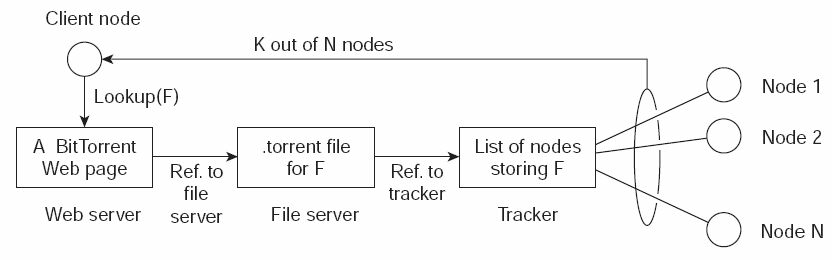 Client node
K out of N nodes
Lookup(F)
Node 1
Node 2
A BitTorrent
Web page
Ref. to
file
server
.torrent file
for F
Ref. to
tracker
List of nodes
storing F
Web server
File server
Tracker
Node N